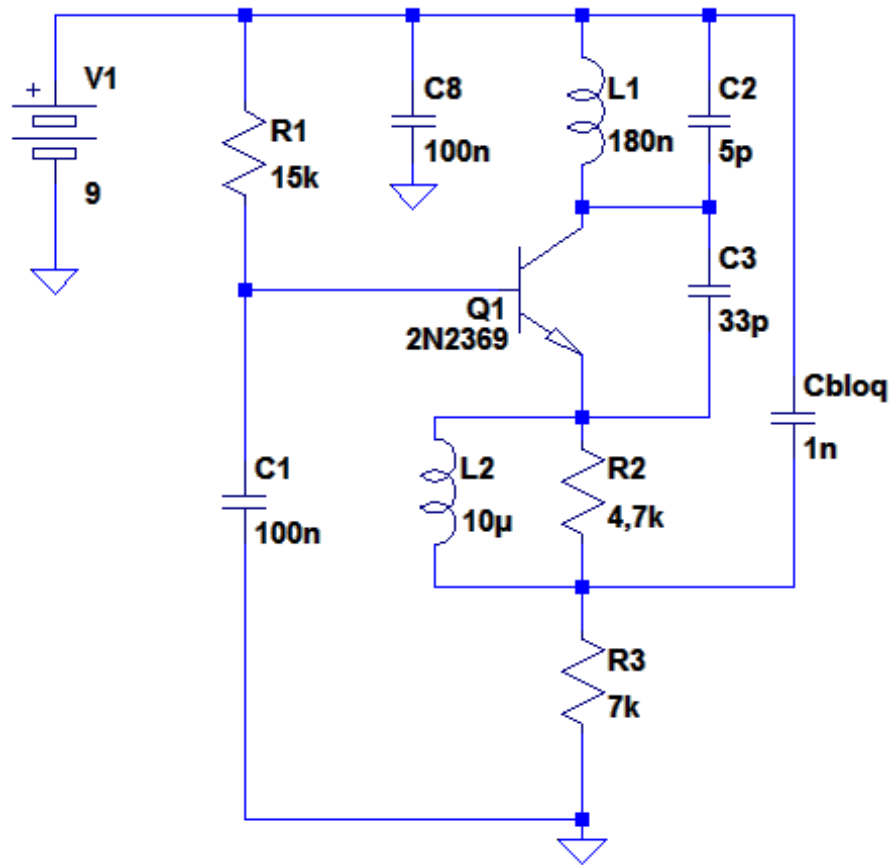 +
V1
9
R1
15k
C8
100n
L1
180n
C2
5p
C3
33p
Q1
2N2369
Cbloq
1n
C1
100n
L2
10µ
R2
4,7k
R3
7k